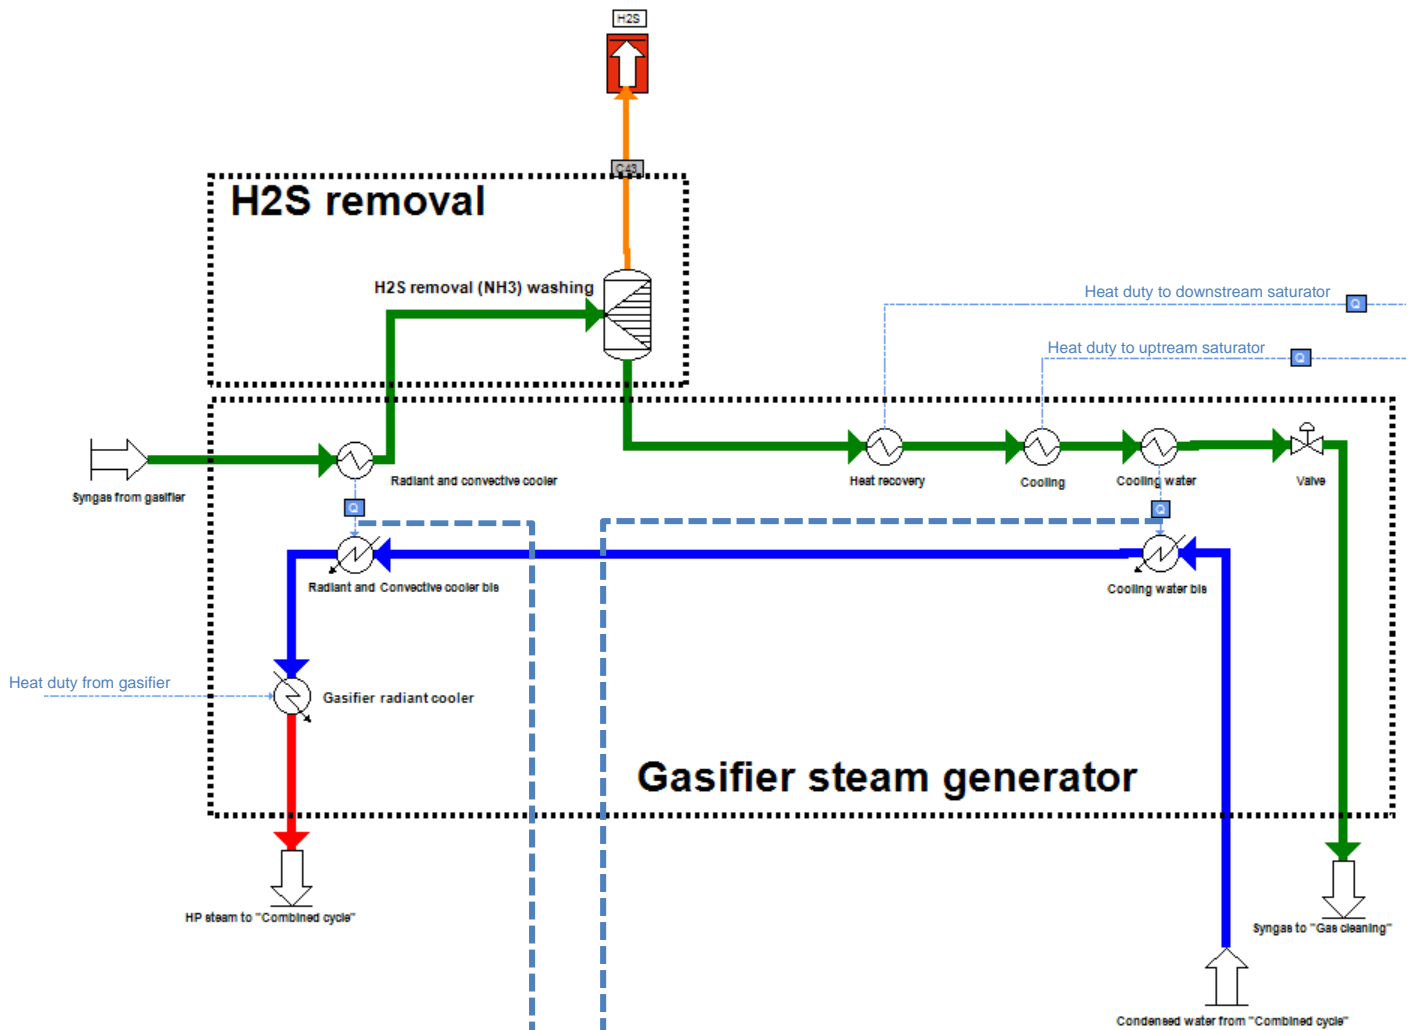 H2S
C43
H2S removal
H2S removal (NH3) washing
Heat duty to downstream saturator
Q
Heat duty to uptream saturator
Q
Syngas from gasifier
Radiant and convective cooler
Heat recovery
Cooling
Cooling water
Valve
Q
Q
Radiant and Convective cooler bis
Cooling water bis
Heat duty from gasifier
Gasifier radiant cooler
Gasifier steam generator
HP steam to "Combined cycle"
Syngas to "Gas cleaning"
Condensed water from "Combined cycle"